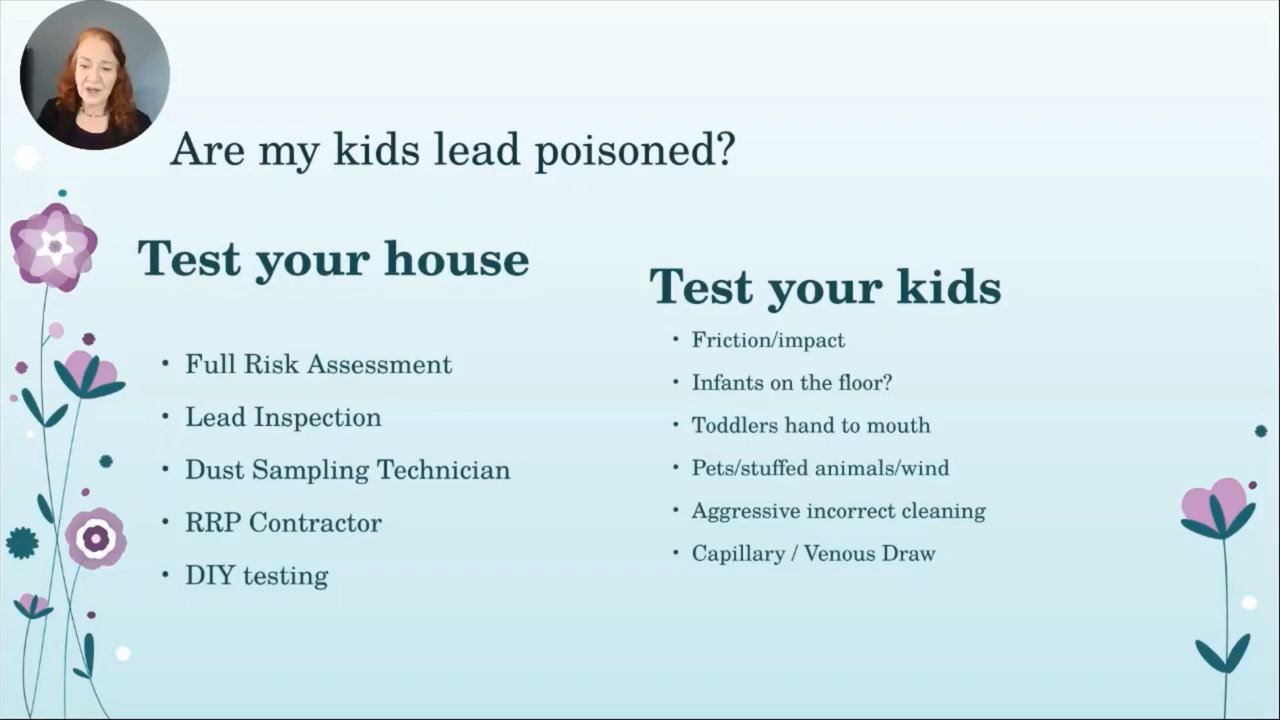 Are my kids lead poisoned?
Test your house
• Full Risk Assessment
• Lead Inspection
• Dust Sampling Technician
• RRP Contractor
• DIY testing
Test your kids
• Friction/impact
• Infants on the floor?
• Toddlers hand to mouth
• Pets/stuffed animals/wind
• Aggressive incorrect cleaning
• Capillary / Venous Draw